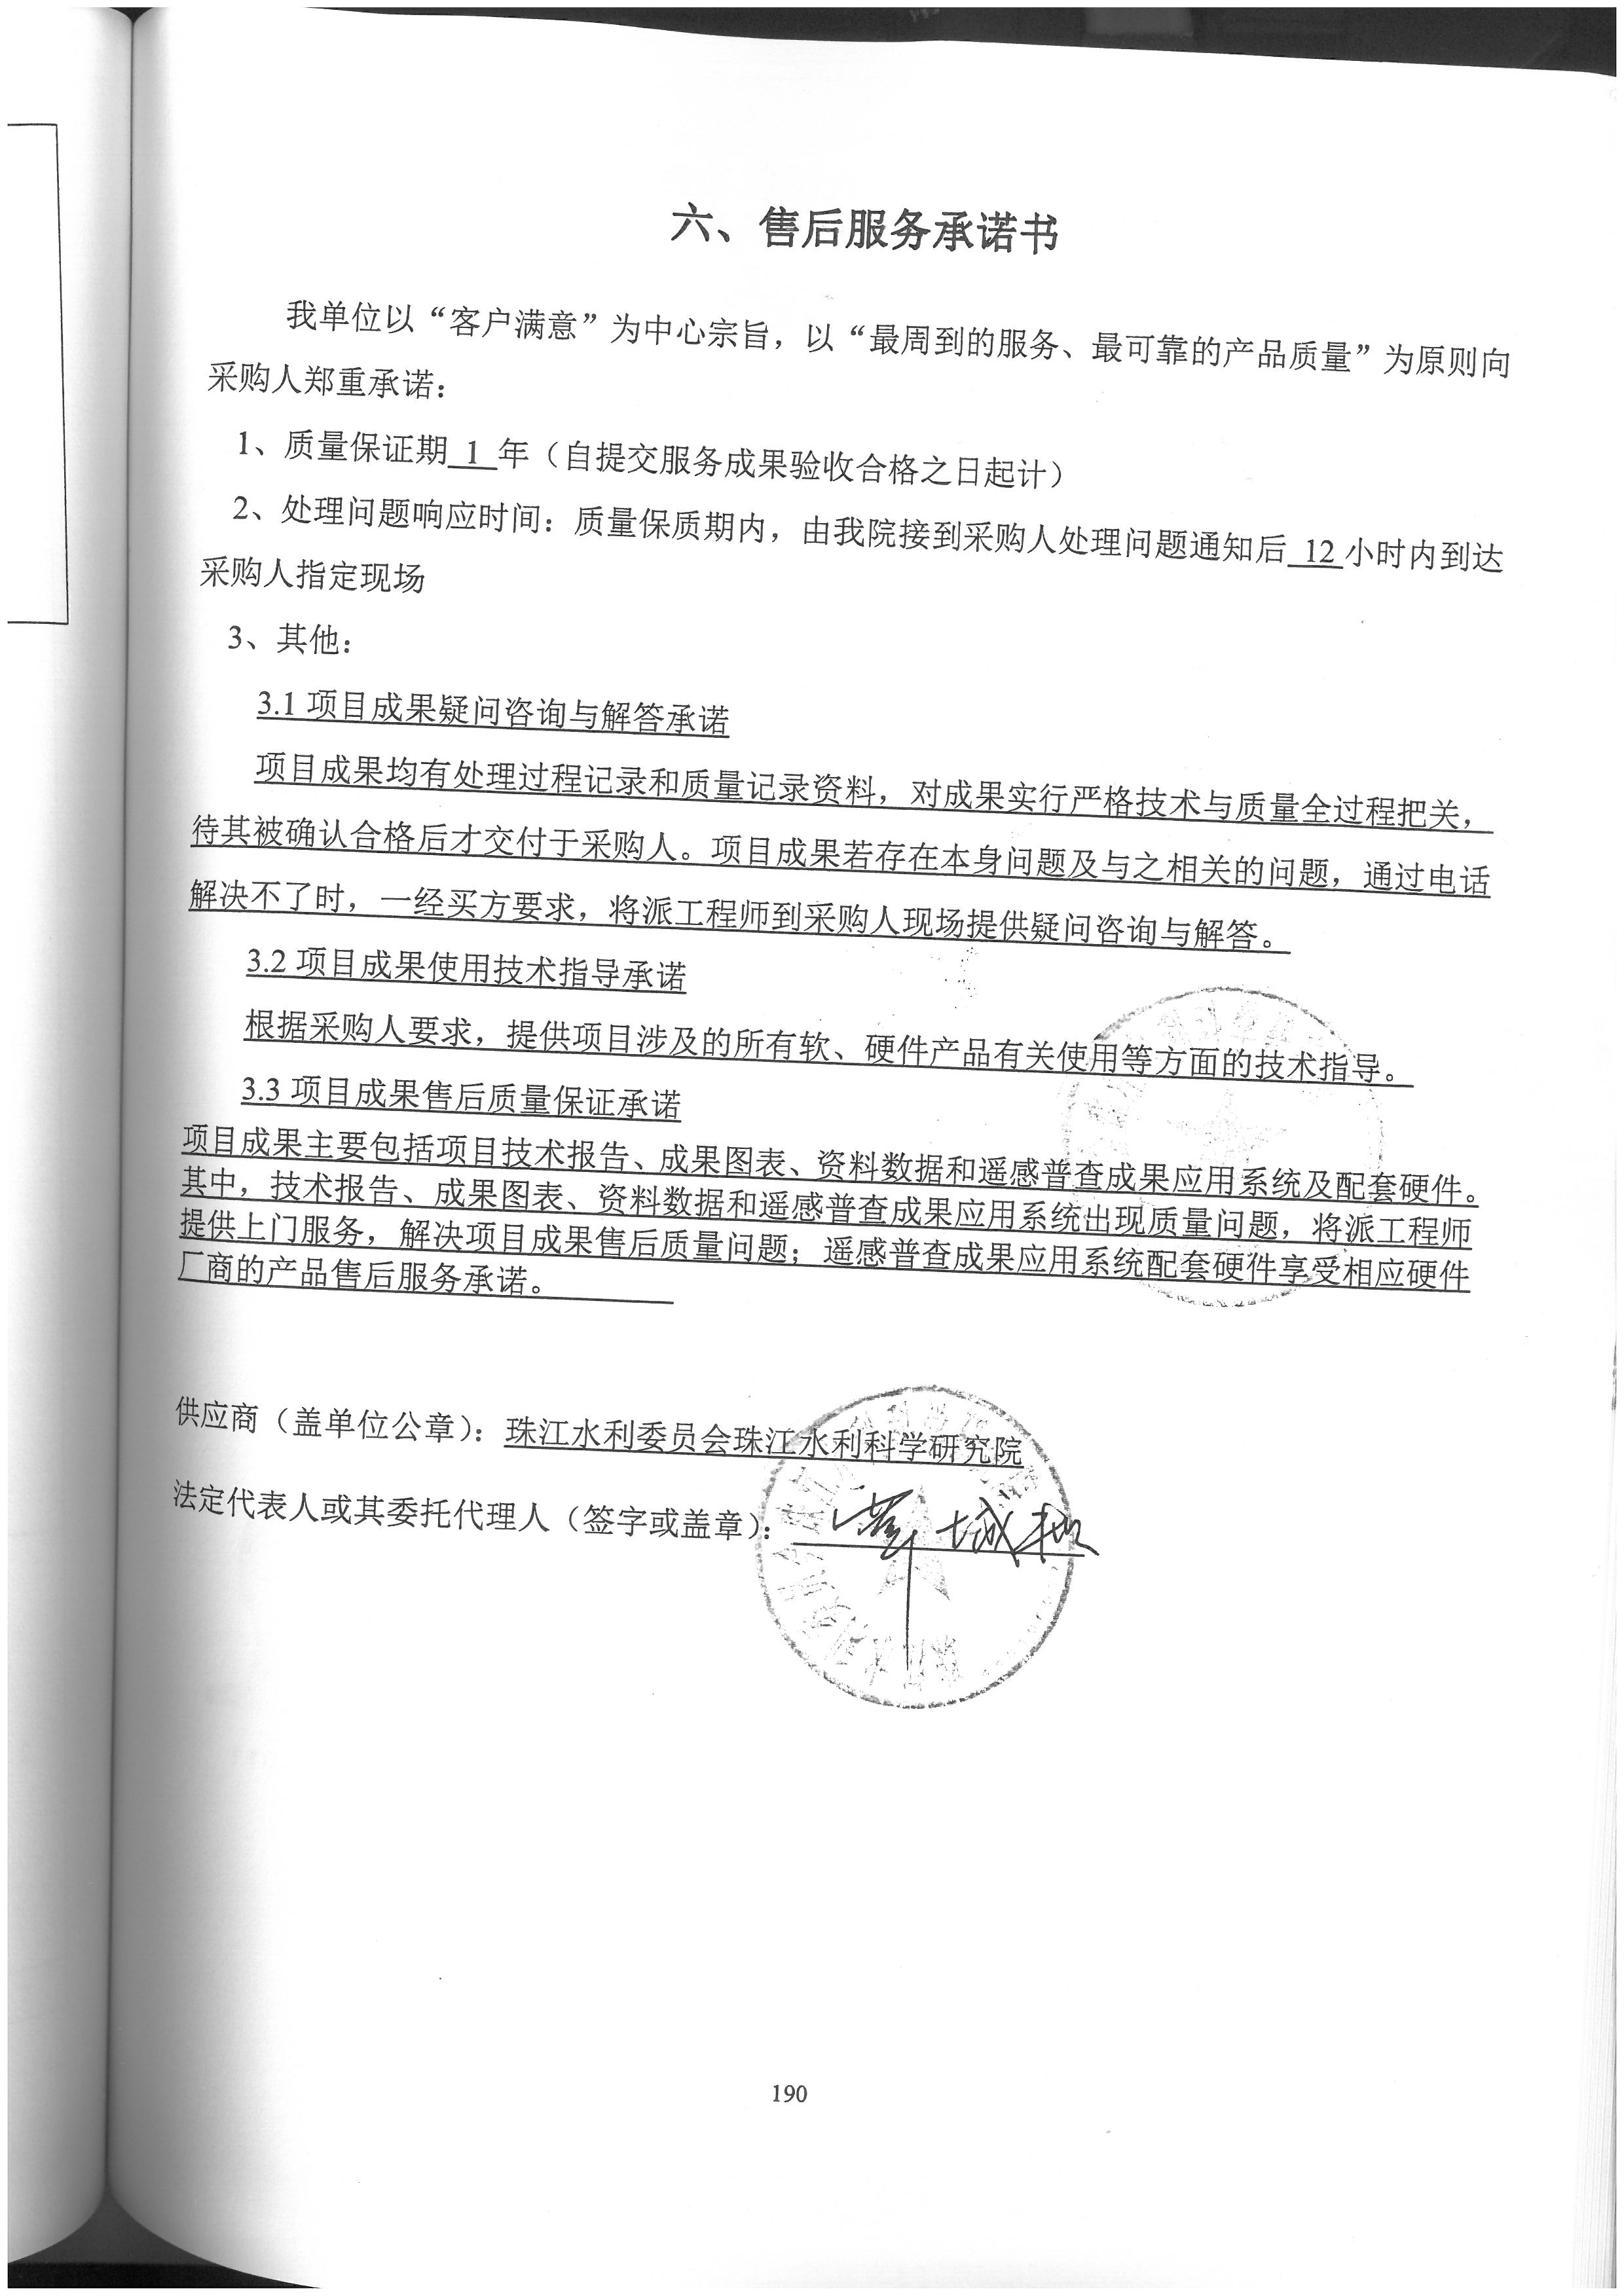 六、售后服务承诺书
我单位以“客户满意”为中心宗旨，以“最周到的服务、最可靠的产品质量”为原则向
采购人郑重承诺：
1、质量保证期 1 年（自提交服务成果验收合格之日起计）
2、处理问题响应时间：质量保质期内，由我院接到采购人处理问题通知后 12 小时内到达
采购人指定现场
3、其他：
3.1 项目成果疑问咨询与解答承诺
项目成果均有处理过程记录和质量记录资料，对成果实行严格技术与质量全过程把关，
待其被确认合格后才交付于采购人。项目成果若存在本身问题及与之相关的问题，通过电话
解决不了时，一经买方要求，将派工程师到采购人现场提供疑问咨询与解答。
3.2 项目成果使用技术指导承诺
根据采购人要求，提供项目涉及的所有软、硬件产品有关使用等方面的技术指导。
3.3 项目成果售后质量保证承诺
项目成果主要包括项目技术报告、成果图表、资料数据和遥感普查成果应用系统及配套硬件。
其中，技术报告、成果图表、资料数据和遥感普查成果应用系统出现质量问题，将派工程师
提供上门服务，解决项目成果售后质量问题；遥感普查成果应用系统配套硬件享受相应硬件
厂商的产品售后服务承诺。
供应商（盖单位公章）：珠江水利委员会珠江水利科学研究院
法定代表人或其委托代理人（签字或盖章）：
190